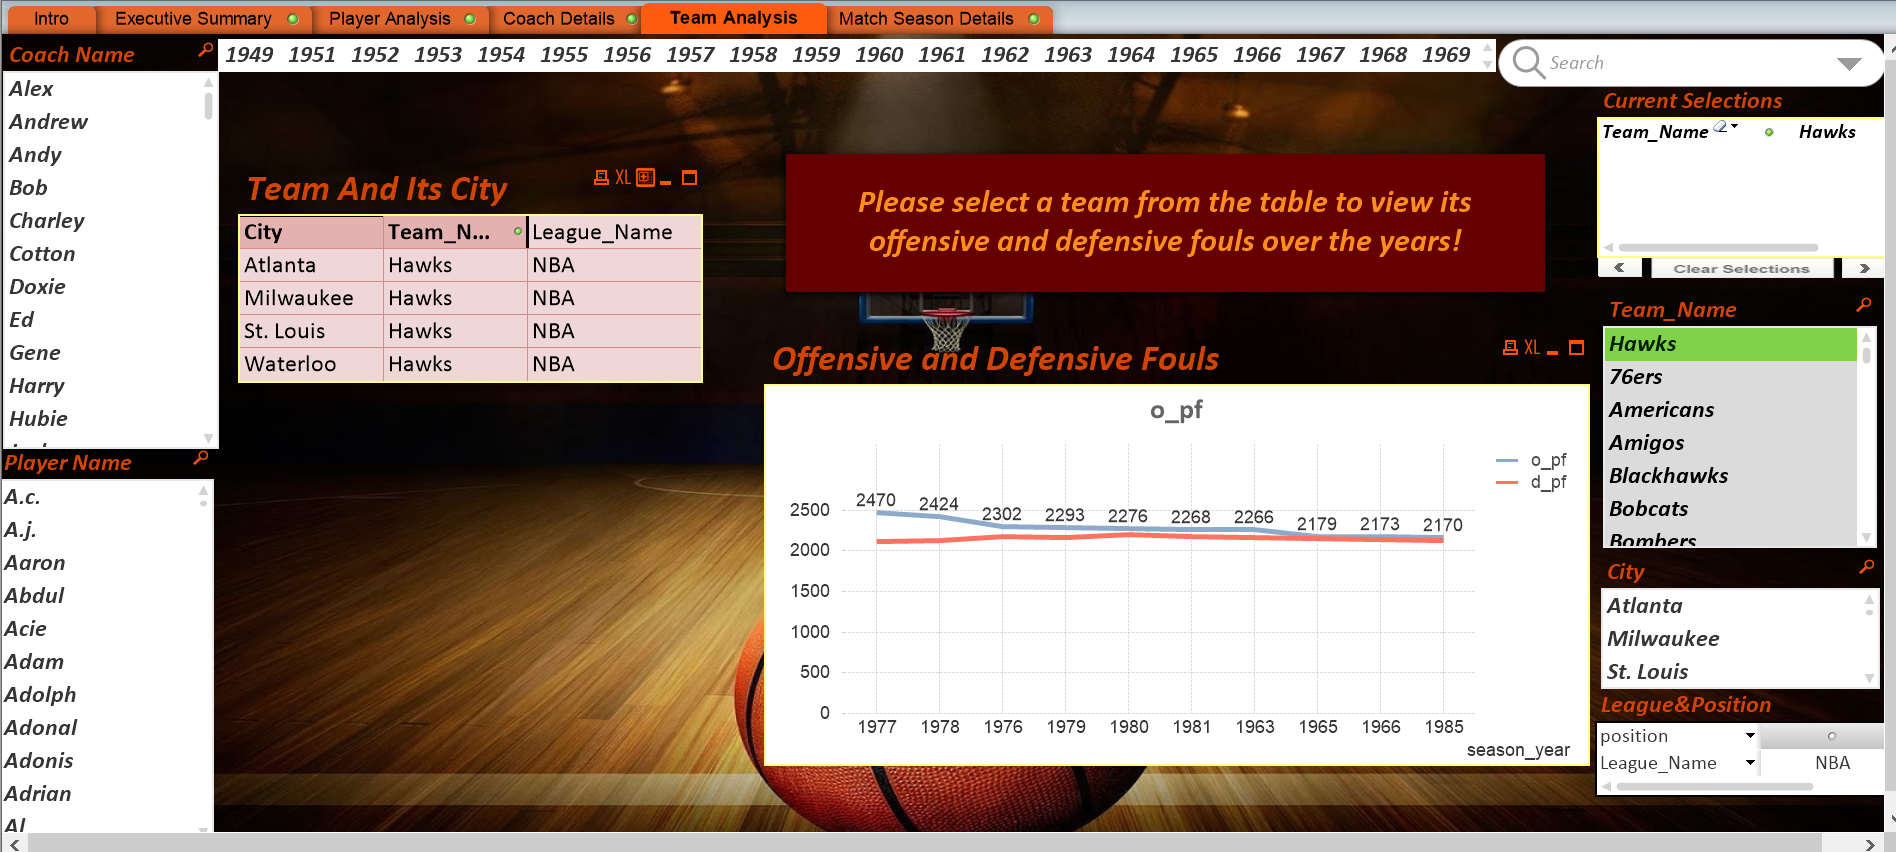 Intro Executive Summary Player Analysis Coach Details Team Analysis Match Season Details
Coach Name
1949 1951 1952 1953 1954 1955 1956 1957 1958 1959 1960 1961 1962 1963 1964 1965 1966 1967 1968 1969
Search
Alex
Andrew
Andy
Bob
Charley
Cotton
Doxie
Ed
Gene
Harry
Hubie
Player Name
A.c.
A.j.
Aaron
Abdul
Acie
Adam
Adolph
Adonal
Adonis
Adrian
Al
Team And Its City
XL
City Team_N... League_Name
Atlanta Hawks NBA
Milwaukee Hawks NBA
St. Louis Hawks NBA
Waterloo Hawks NBA
Please select a team from the table to view its
offensive and defensive fouls over the years!
Offensive and Defensive Fouls
XL
o_pf
o_pf
d_pf
2470 2424 2302 2293 2276 2268 2266 2179 2173 2170
2500
2000
1500
1000
500
0
1977 1978 1976 1979 1980 1981 1963 1965 1966 1985
season_year
Current Selections
Team_Name Hawks
Clear Selections
Team_Name
Hawks
76ers
Americans
Amigos
Blackhawks
Bobcats
Bombers
City
Atlanta
Milwaukee
St. Louis
League&Position
position
League_Name NBA